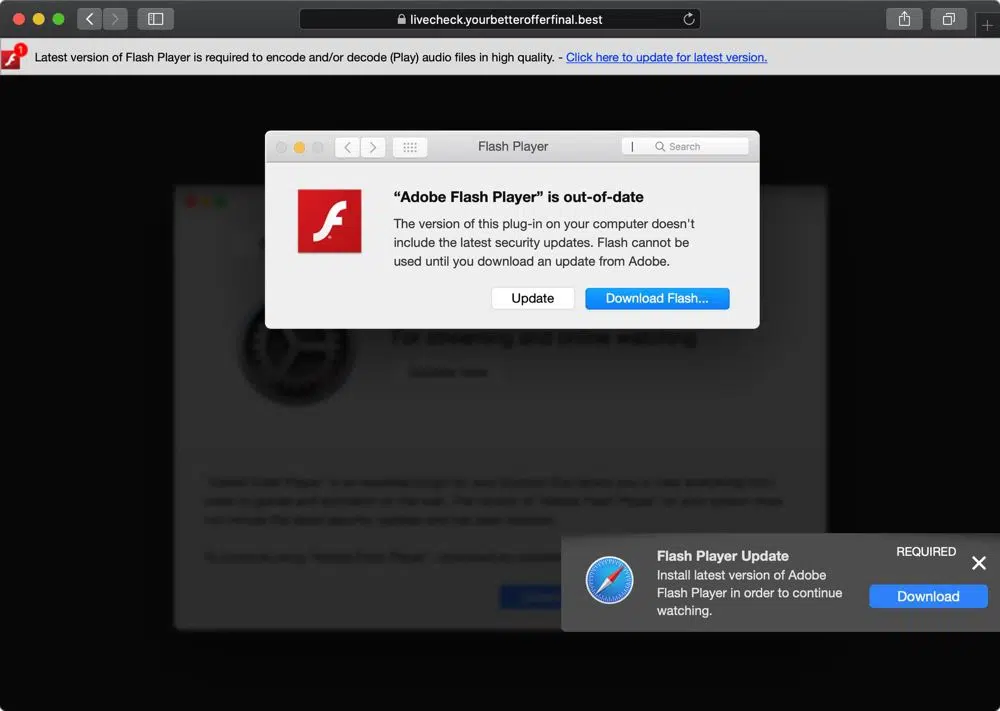 livecheck.yourbetterofferfinal.best
1
Latest version of Flash Player is required to encode and/or decode (Play) audio files in high quality. - Click here to update for latest version.
Flash Player
Search
“Adobe Flash Player” is out-of-date
The version of this plug-in on your computer doesn't
include the latest security updates. Flash cannot be
used until you download an update from Adobe.
Update
Download Flash...
Flash Player Update
REQUIRED
Install latest version of Adobe
Flash Player in order to continue
watching.
Download